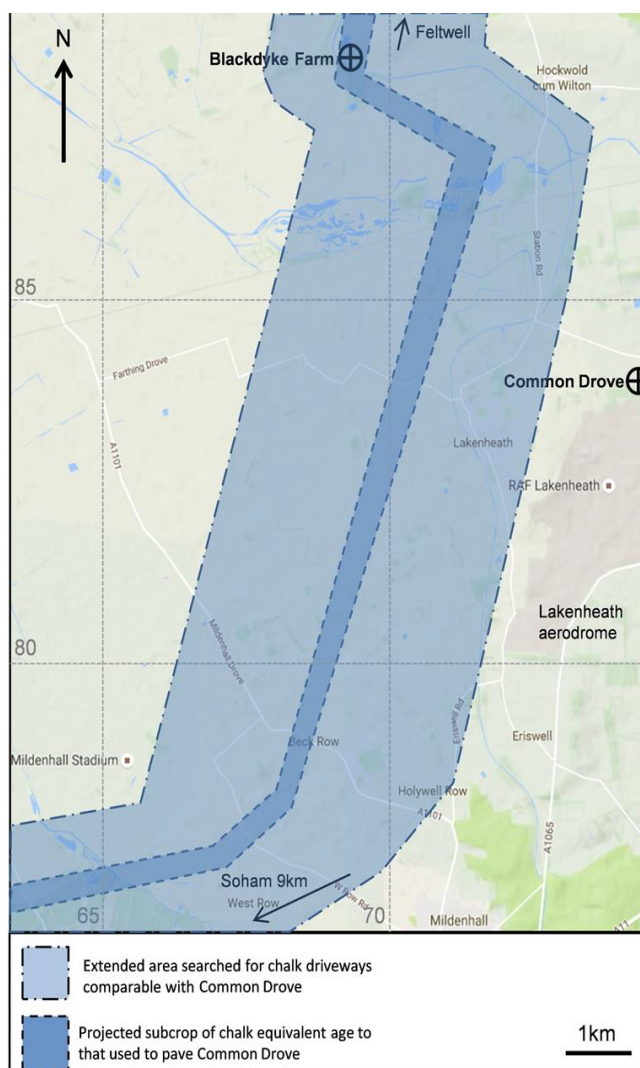 N
Feltwell
Blackdyke Farm
Hockwold
cum Wilton
85
Station Rd
Farthing Drove
Common Drove
A1101
Lakenheath
RAF Lakenheath
Lakenheath
aerodrome
Mildenhall Drove
80
Eriswell Rd
Eriswell
Beck Row
Mildenhall Stadium
Holywell Row
A1101
A1065
Soham 9km
65
West Row
W Row Rd
70
Mildenhall
A11
Extended area searched for chalk driveways
comparable with Common Drove
Projected subcrop of chalk equivalent age to
that used to pave Common Drove
1km